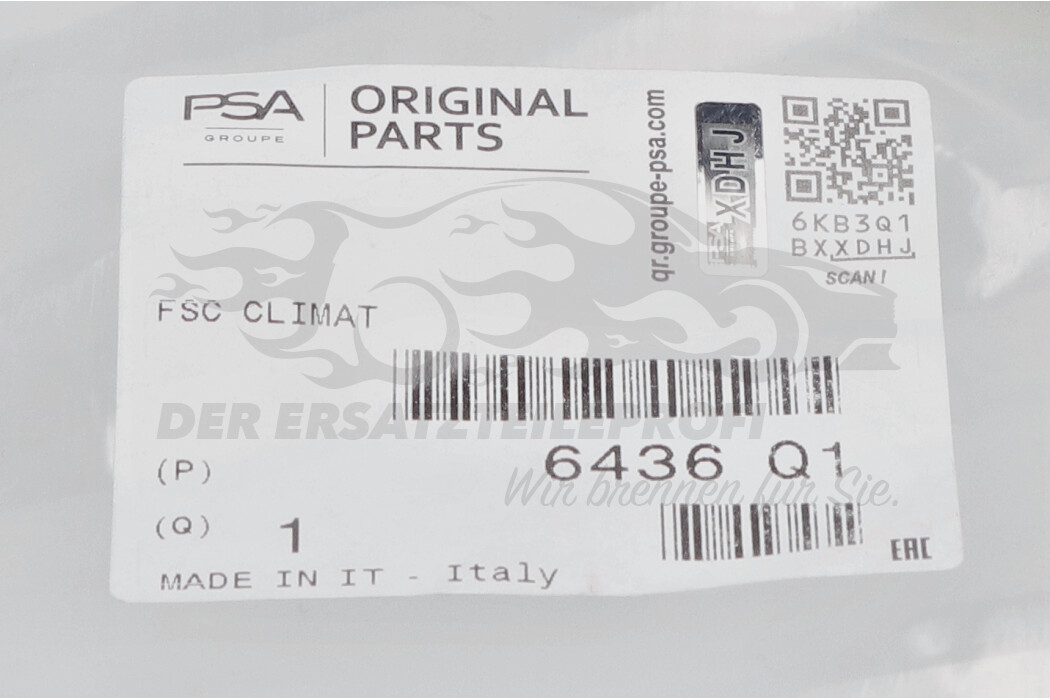 PSA
GROUPE
ORIGINAL
PARTS
qr.groupe-psa.com
XDHJ
6KB3Q1
BXXDHJ
SCAN!
FSC CLIMAT
DER ERSATZTEILEPROFI
(P)
6436 Q1
Wir brennen für Sie.
(Q) 1
EAC
MADE IN IT - Italy